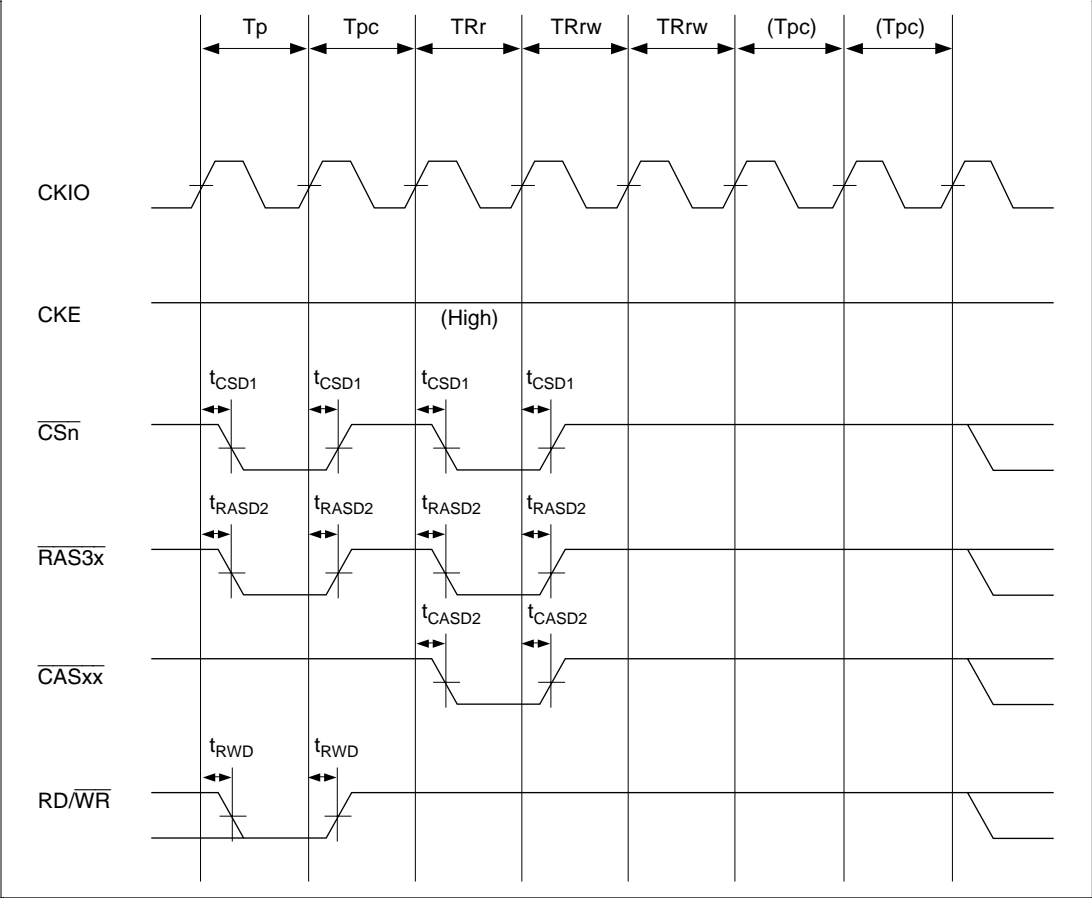 Tp Tpc TRr TRrw TRrw (Tpc) (Tpc)
CKIO
CKE
(High)
tCSD1 tCSD1 tCSD1 tCSD1
CSn
tRASD2 tRASD2 tRASD2 tRASD2
RAS3x
tCASD2 tCASD2
CASxx
tRWD tRWD
RD/WR